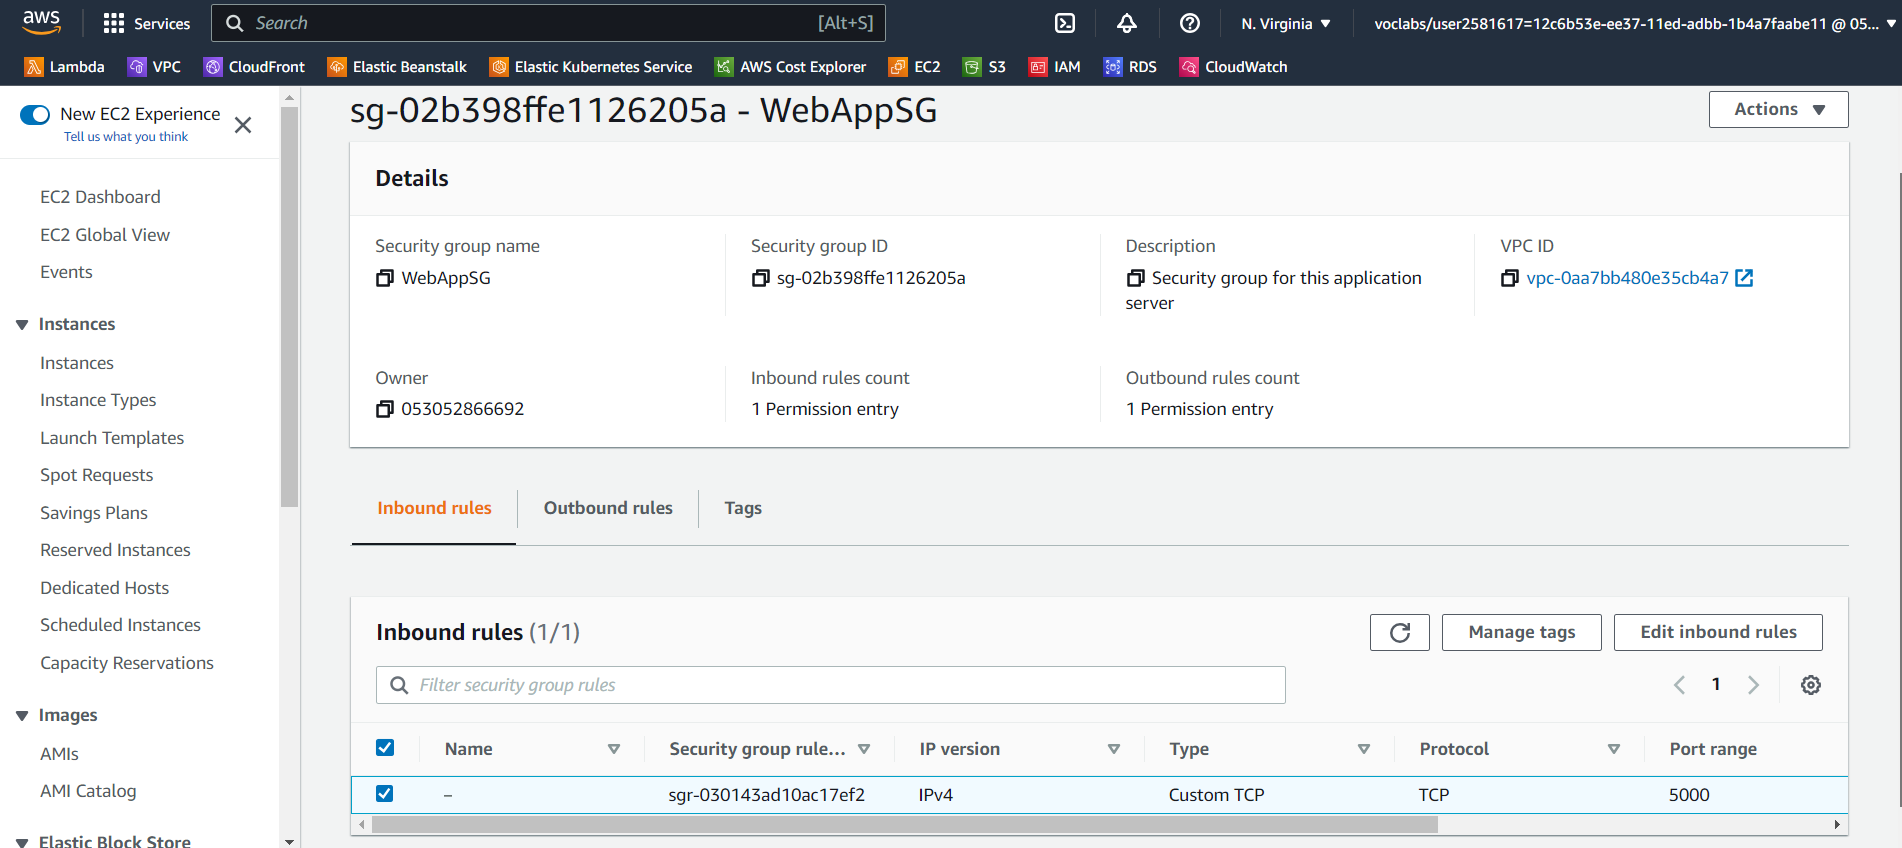 aws
Services
Search
[Alt+S]
N. Virginia
voclabs/user2581617=12c6b53e-ee37-11ed-adbb-1b4a7faabe11 @ 05...
Lambda
VPC
CloudFront
Elastic Beanstalk
Elastic Kubernetes Service
AWS Cost Explorer
EC2
S3
IAM
RDS
CloudWatch
New EC2 Experience
Tell us what you think
EC2 Dashboard
EC2 Global View
Events
Instances
Instances
Instance Types
Launch Templates
Spot Requests
Savings Plans
Reserved Instances
Dedicated Hosts
Scheduled Instances
Capacity Reservations
Images
AMIs
AMI Catalog
Elastic Block Store
sg-02b398ffe1126205a - WebAppSG
Actions
Details
Security group name
WebAppSG
Security group ID
sg-02b398ffe1126205a
Description
Security group for this application
server
VPC ID
vpc-0aa7bb480e35cb4a7
Owner
053052866692
Inbound rules count
1 Permission entry
Outbound rules count
1 Permission entry
Inbound rules
Outbound rules
Tags
Inbound rules (1/1)
Manage tags
Edit inbound rules
Filter security group rules
1
Name
Security group rule...
IP version
Type
Protocol
Port range
–
sgr-030143ad10ac17ef2
IPv4
Custom TCP
TCP
5000